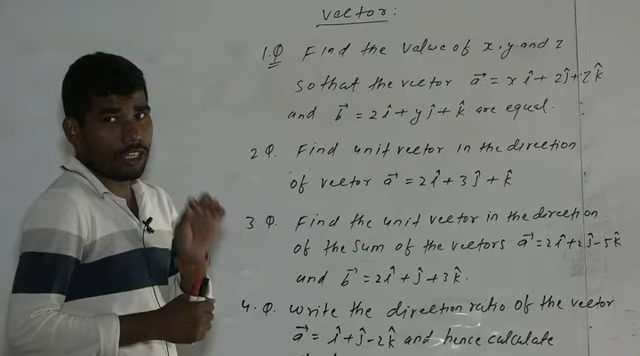 Vector:
1.Q Find the value of x, y and z
so that the vector a⃗ = x î + 2ĵ + z k̂
and b⃗ = 2î + y ĵ + k̂ are equal.
2 Q. Find unit vector in the direction
of vector a⃗ = 2î + 3ĵ + k̂
3 Q. Find the unit vector in the direction
of the sum of the vectors a⃗ = 2î + 2ĵ - 5k̂
and b⃗ = 2î + ĵ + 3k̂.
4. Q. Write the direction ratio of the vector
a⃗ = î + ĵ - 2k̂ and hence calculate